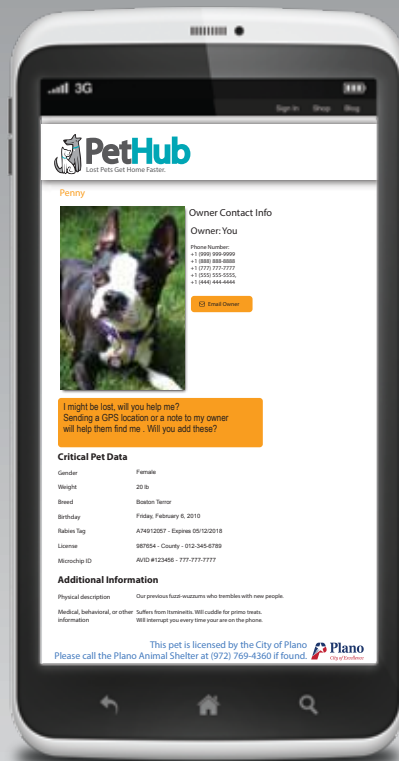 3G
Sign In Shop Blog
PetHub
Lost Pets Get Home Faster.
Penny
Owner Contact Info
Owner: You
Phone Number:
+1 (999) 999-9999
+1 (888) 888-8888
+1 (777) 777-7777
+1 (555) 555-5555,
+1 (444) 444-4444
Email Owner
I might be lost, will you help me?
Sending a GPS location or a note to my owner
will help them find me . Will you add these?
Critical Pet Data
Gender Female
Weight 20 lb
Breed Boston Terror
Birthday Friday, February 6, 2010
Rabies Tag A74912057 - Expires 05/12/2018
License 987654 - County - 012-345-6789
Microchip ID AVID #123456 - 777-777-7777
Additional Information
Physical description Our previous fuzzi-wuzzums who trembles with new people.
Medical, behavioral, or other Suffers from Itsmineitis. Will cuddle for primo treats.
information Will interrupt you every time your are on the phone.
This pet is licensed by the City of Plano
Please call the Plano Animal Shelter at (972) 769-4360 if found.
Plano
City of Excellence